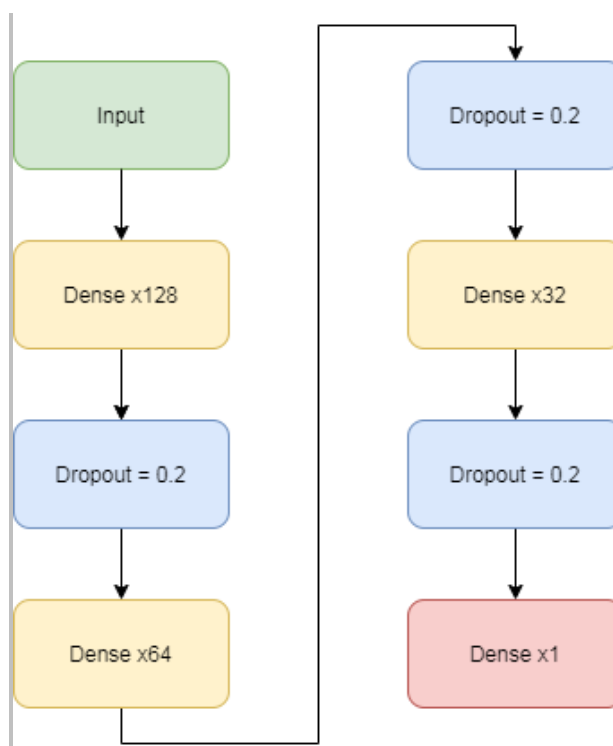 Input
Dense x128
Dropout = 0.2
Dense x64
Dropout = 0.2
Dense x32
Dropout = 0.2
Dense x1